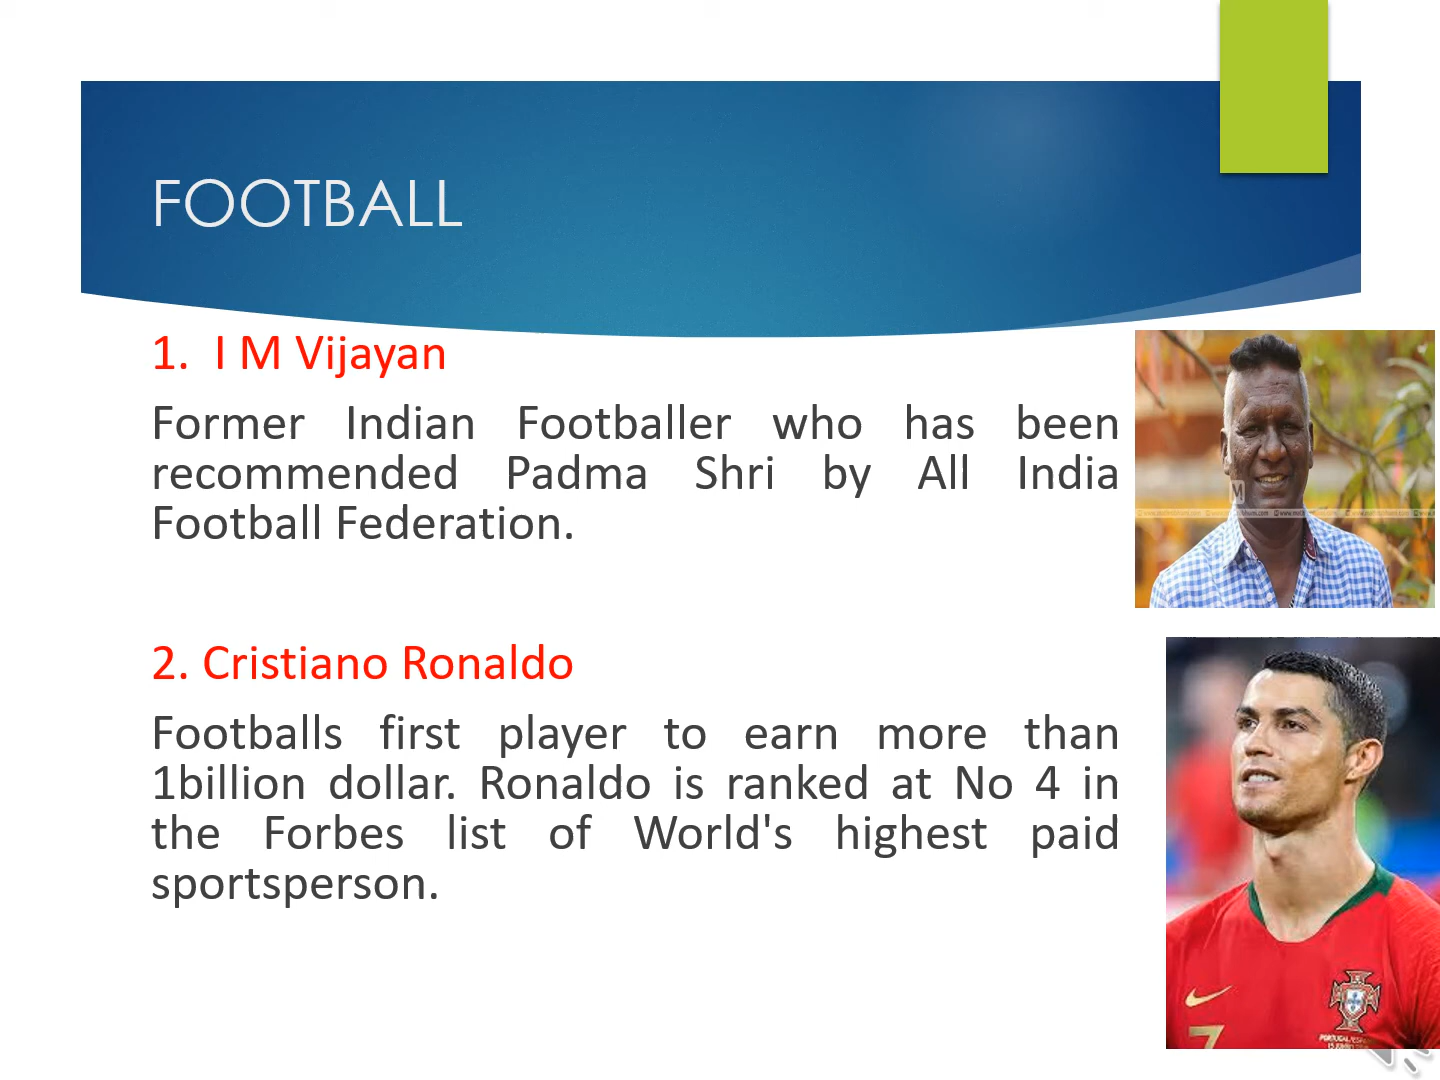 FOOTBALL
1. I M Vijayan
Former Indian Footballer who has been
recommended Padma Shri by All India
Football Federation.
2. Cristiano Ronaldo
Footballs first player to earn more than
1billion dollar. Ronaldo is ranked at No 4 in
the Forbes list of World's highest paid
sportsperson.